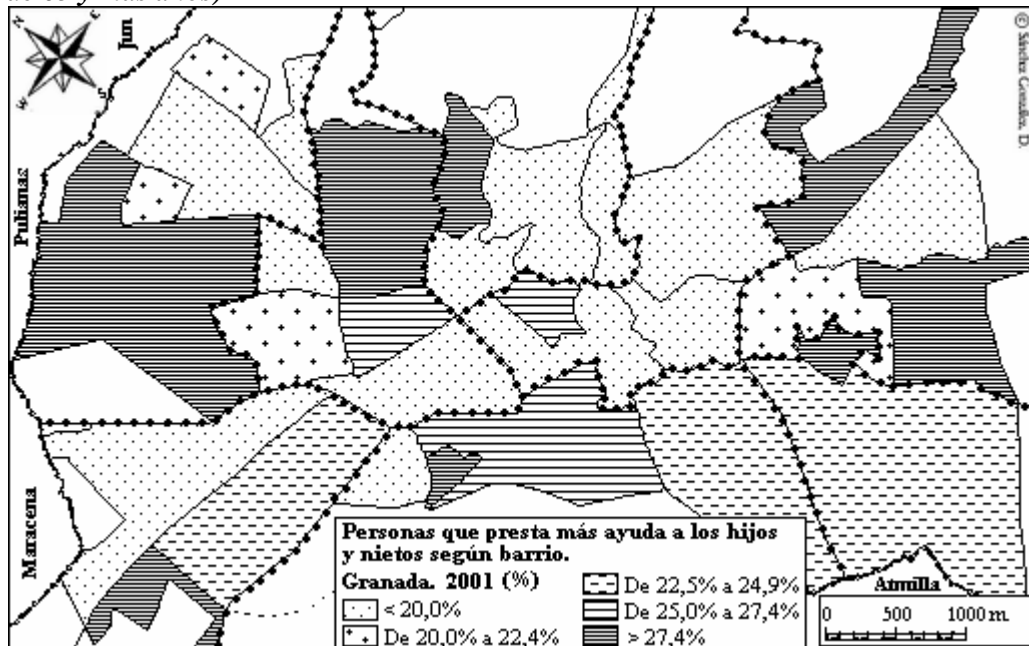 N
E
S
W
Jun
© Sánchez González, D.
Pulianas
Maracena
Personas que presta más ayuda a los hijos
y nietos según barrio.
Granada. 2001 (%)
< 20,0%
De 20,0% a 22,4%
De 22,5% a 24,9%
De 25,0% a 27,4%
> 27,4%
Atmilla
0 500 1000 m.